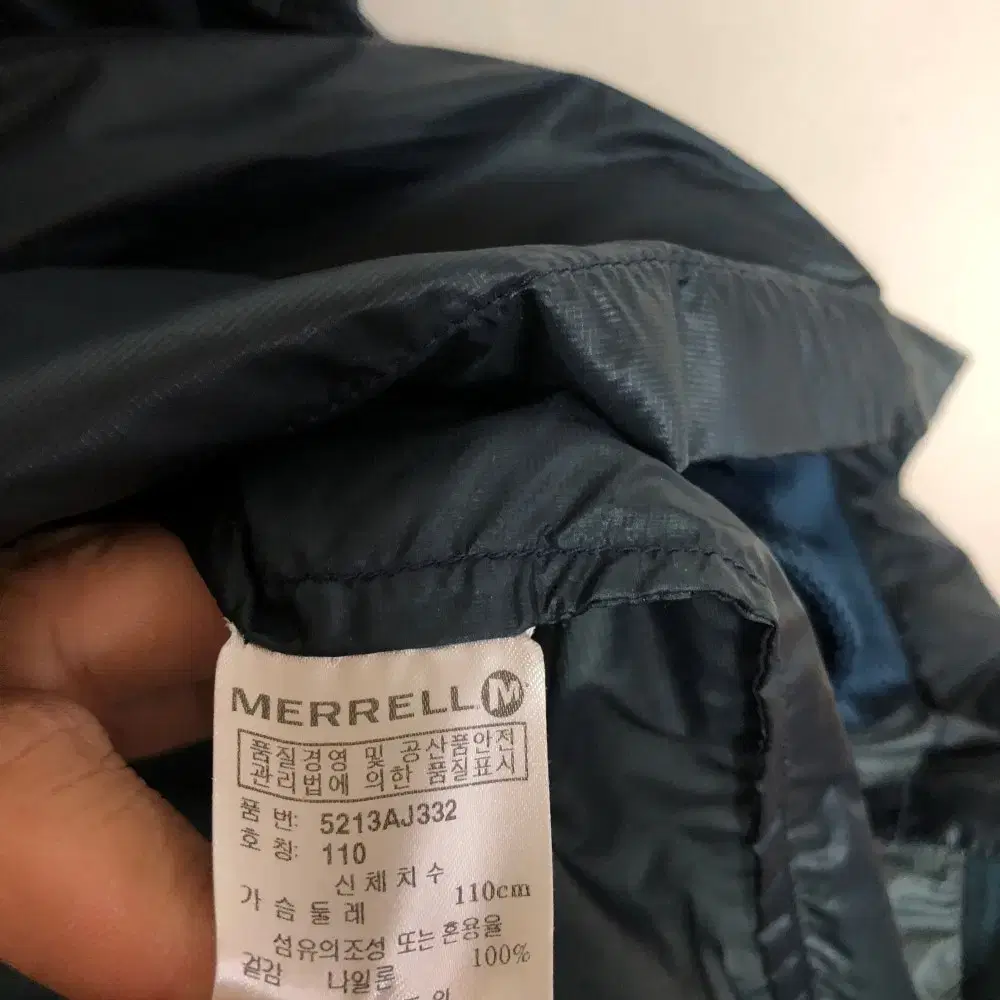 MERRELL M
품질경영 및 공산품안전
관리법에 의한 품질표시
품 번: 5213AJ332
호 칭: 110
신체치수
가슴둘레 110cm
섬유의조성 또는 혼용율
겉감 나일론 100%